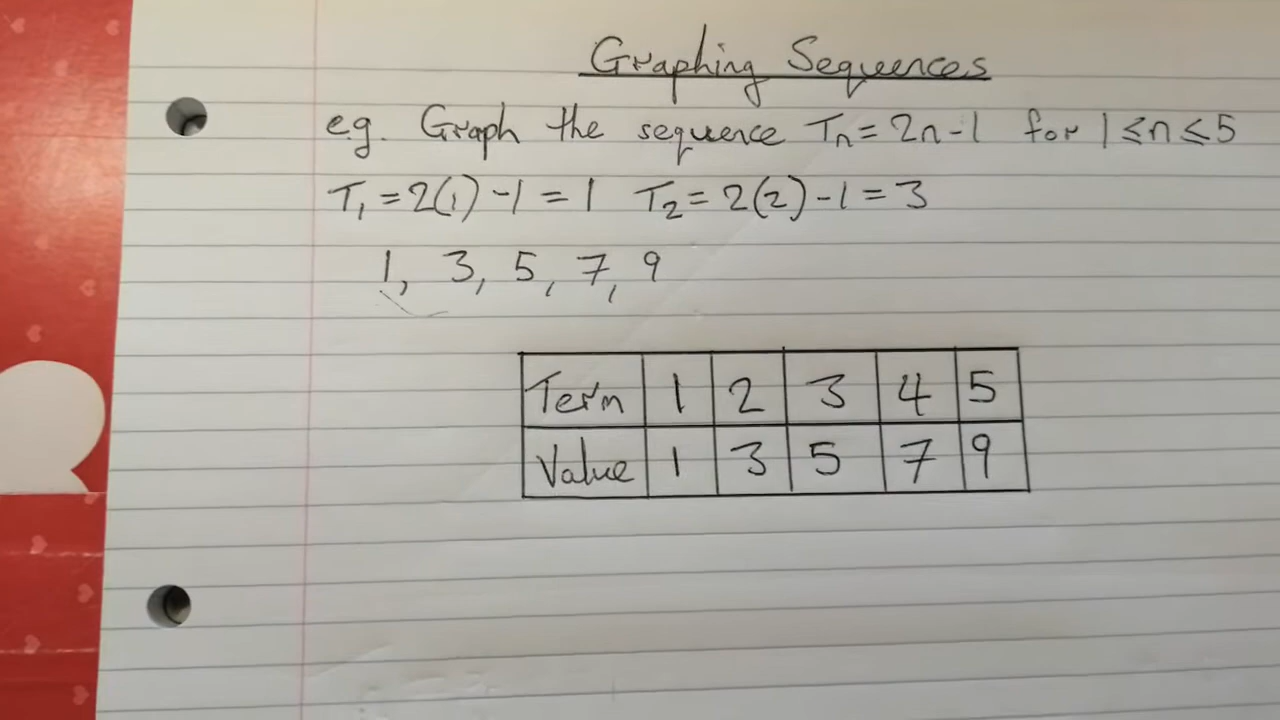 Graphing Sequences
e.g. Graph the sequence Tn = 2n-1 for 1 ≤ n ≤ 5
T1 = 2(1) - 1 = 1 T2 = 2(2) - 1 = 3
1, 3, 5, 7, 9
Term 1 2 3 4 5
Value 1 3 5 7 9